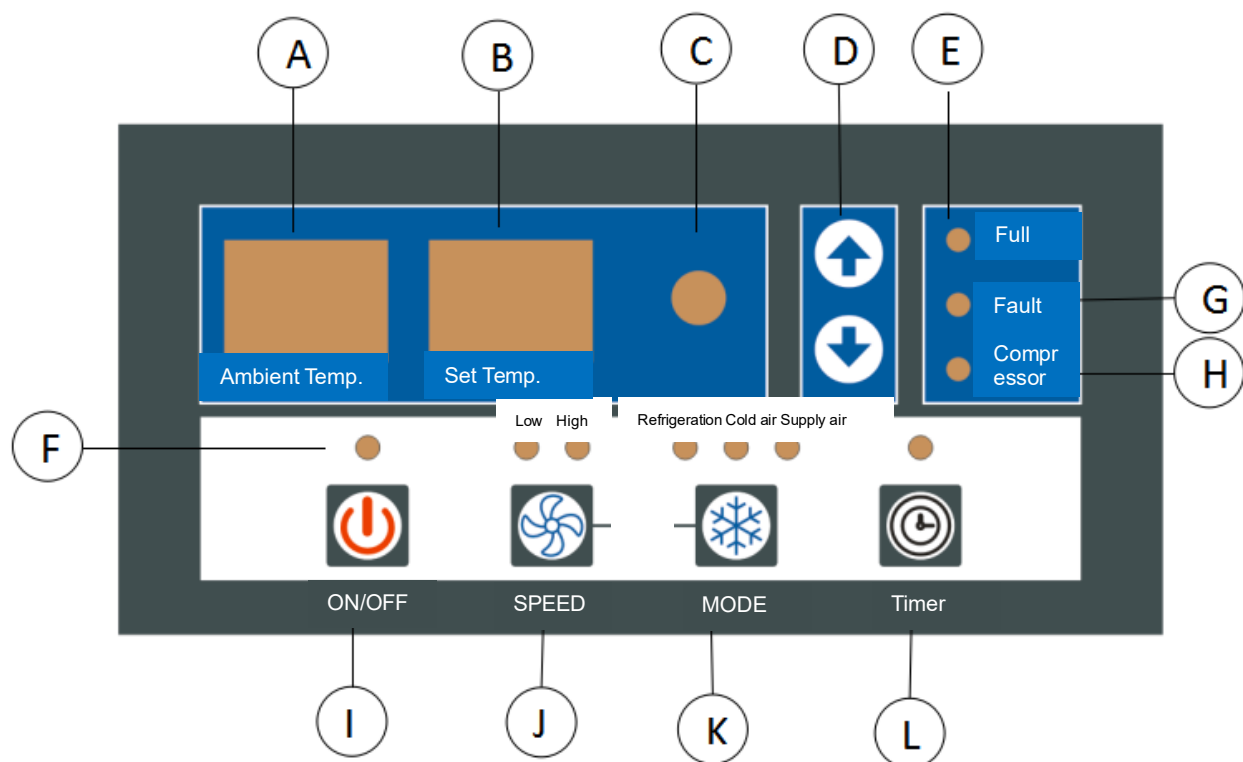 A
B
C
D
E
Full
Fault
G
Ambient Temp.
Set Temp.
Compr
essor
H
Low High
Refrigeration Cold air Supply air
F
ON/OFF
SPEED
MODE
Timer
I
J
K
L